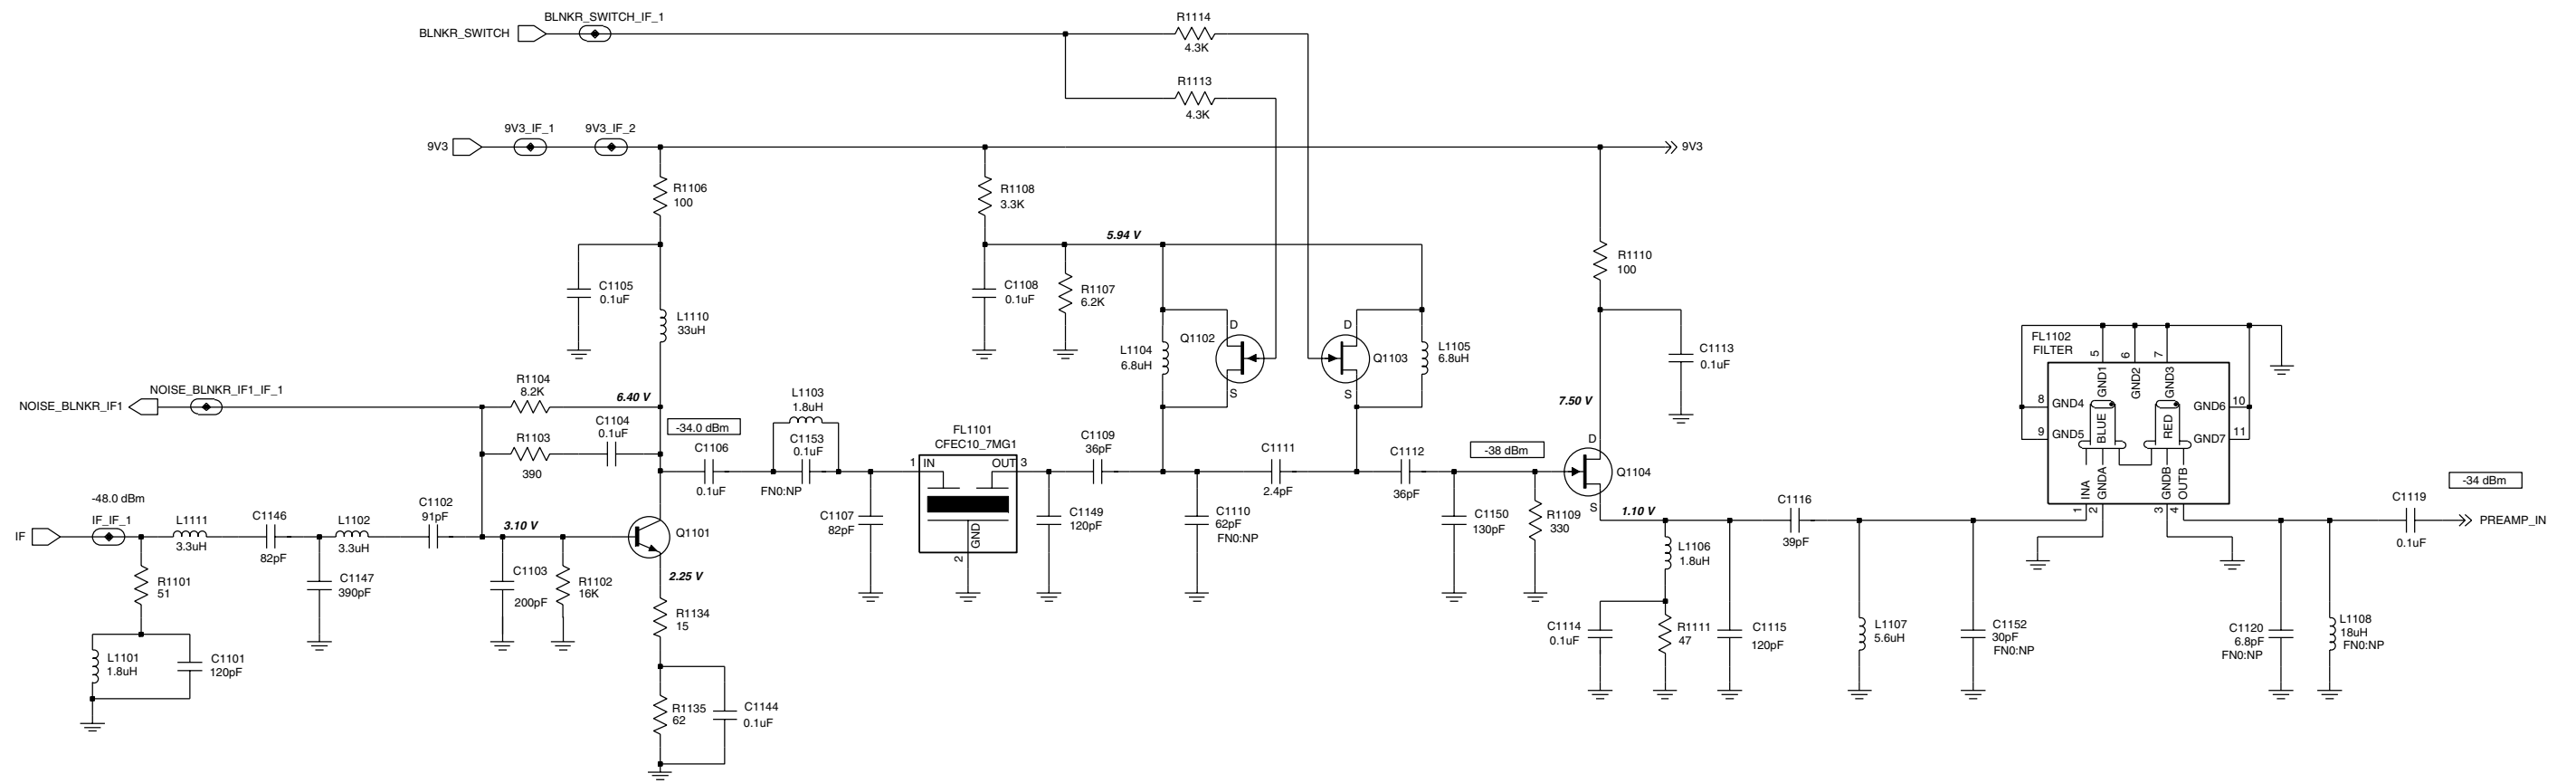 BLNKR_SWITCH
BLNKR_SWITCH_IF_1
R1114
4.3K
R1113
4.3K
9V3
9V3_IF_1
9V3_IF_2
9V3
R1106
100
R1108
3.3K
5.94 V
R1110
100
C1105
0.1uF
L1110
33uH
C1108
0.1uF
R1107
6.2K
L1104
6.8uH
Q1102
D
S
D
S
Q1103
L1105
6.8uH
C1113
0.1uF
7.50 V
NOISE_BLNKR_IF1
NOISE_BLNKR_IF1_IF_1
R1104
8.2K
6.40 V
R1103
390
C1104
0.1uF
-34.0 dBm
C1106
0.1uF
L1103
1.8uH
C1153
0.1uF
FN0:NP
C1107
82pF
FL1101
CFEC10_7MG1
1
IN
OUT
3
GND
2
C1149
120pF
C1109
36pF
C1110
62pF
FN0:NP
C1111
2.4pF
C1112
36pF
-38 dBm
C1150
130pF
R1109
330
D
S
Q1104
1.10 V
IF
-48.0 dBm
IF_IF_1
L1111
3.3uH
C1146
82pF
L1102
3.3uH
C1102
91pF
3.10 V
Q1101
2.25 V
R1101
51
L1101
1.8uH
C1101
120pF
C1147
390pF
C1103
200pF
R1102
16K
R1134
15
R1135
62
C1144
0.1uF
L1106
1.8uH
C1114
0.1uF
R1111
47
C1115
120pF
C1116
39pF
L1107
5.6uH
C1152
30pF
FN0:NP
FL1102
FILTER
5
6
7
GND1
GND2
GND3
8
GND4
9
GND5
GND6
10
GND7
11
BLUE
RED
INA
GNDA
GNDB
OUTB
1
2
3
4
C1120
6.8pF
FN0:NP
L1108
18uH
FN0:NP
-34 dBm
C1119
0.1uF
PREAMP_IN